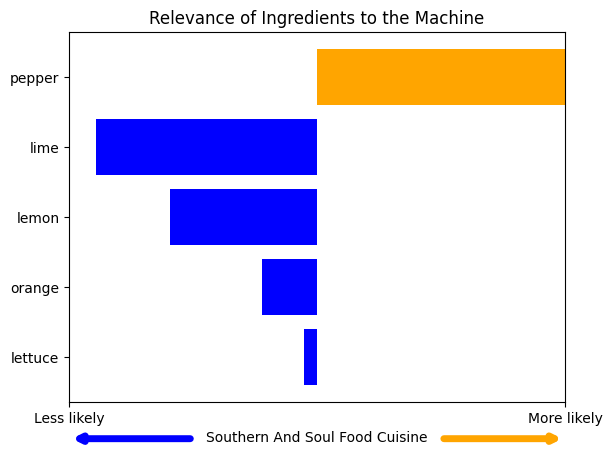 Relevance of Ingredients to the Machine
pepper
lime
lemon
orange
lettuce
Less likely
More likely
Southern And Soul Food Cuisine